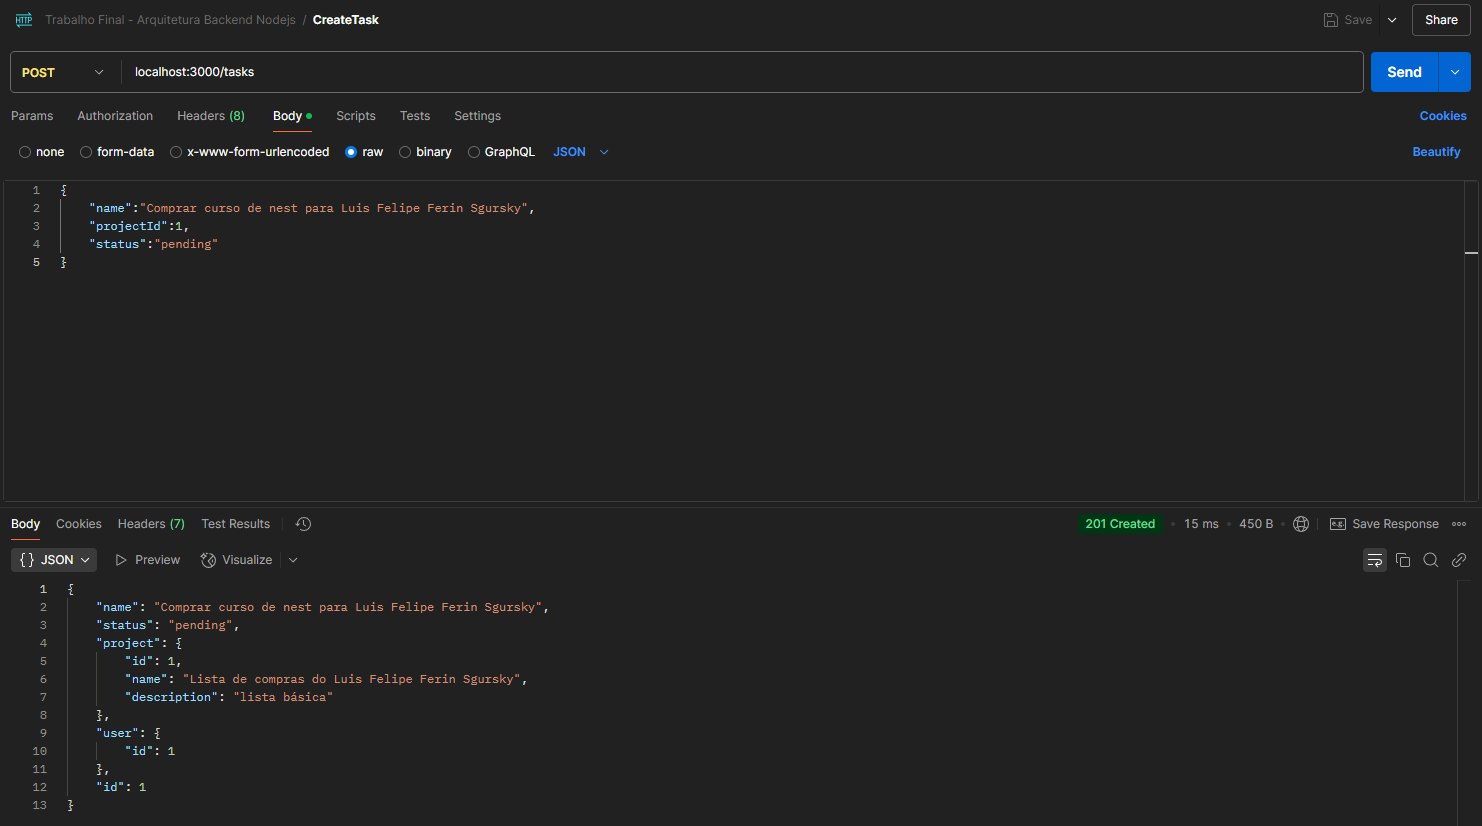 HTTP Trabalho Final - Arquitetura Backend Nodejs / CreateTask Save Share
POST localhost:3000/tasks Send
Params Authorization Headers (8) Body Scripts Tests Settings Cookies
none form-data x-www-form-urlencoded raw binary GraphQL JSON Beautify
1 {
2 "name":"Comprar curso de nest para Luis Felipe Ferin Sgursky",
3 "projectId":1,
4 "status":"pending"
5 }
Body Cookies Headers (7) Test Results 201 Created • 15 ms • 450 B • e.g. Save Response
{} JSON Preview Visualize
1 {
2 "name": "Comprar curso de nest para Luis Felipe Ferin Sgursky",
3 "status": "pending",
4 "project": {
5 "id": 1,
6 "name": "Lista de compras do Luis Felipe Ferin Sgursky",
7 "description": "lista básica"
8 },
9 "user": {
10 "id": 1
11 },
12 "id": 1
13 }